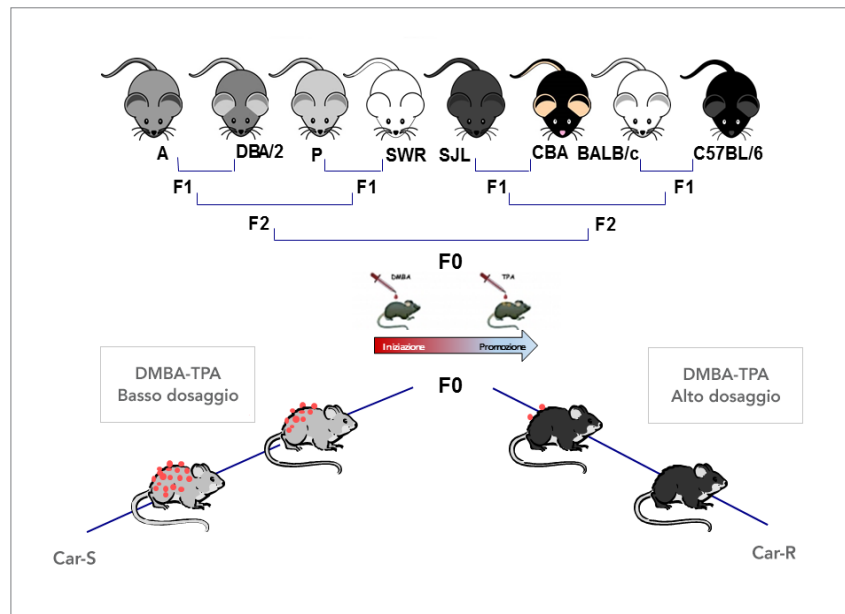 A DBA/2 P SWR SJL CBA BALB/c C57BL/6
F1 F1 F1 F1
F2 F2
F0
DMBA TPA
Iniziazione Promozione
DMBA-TPA
Basso dosaggio
F0
DMBA-TPA
Alto dosaggio
Car-S
Car-R